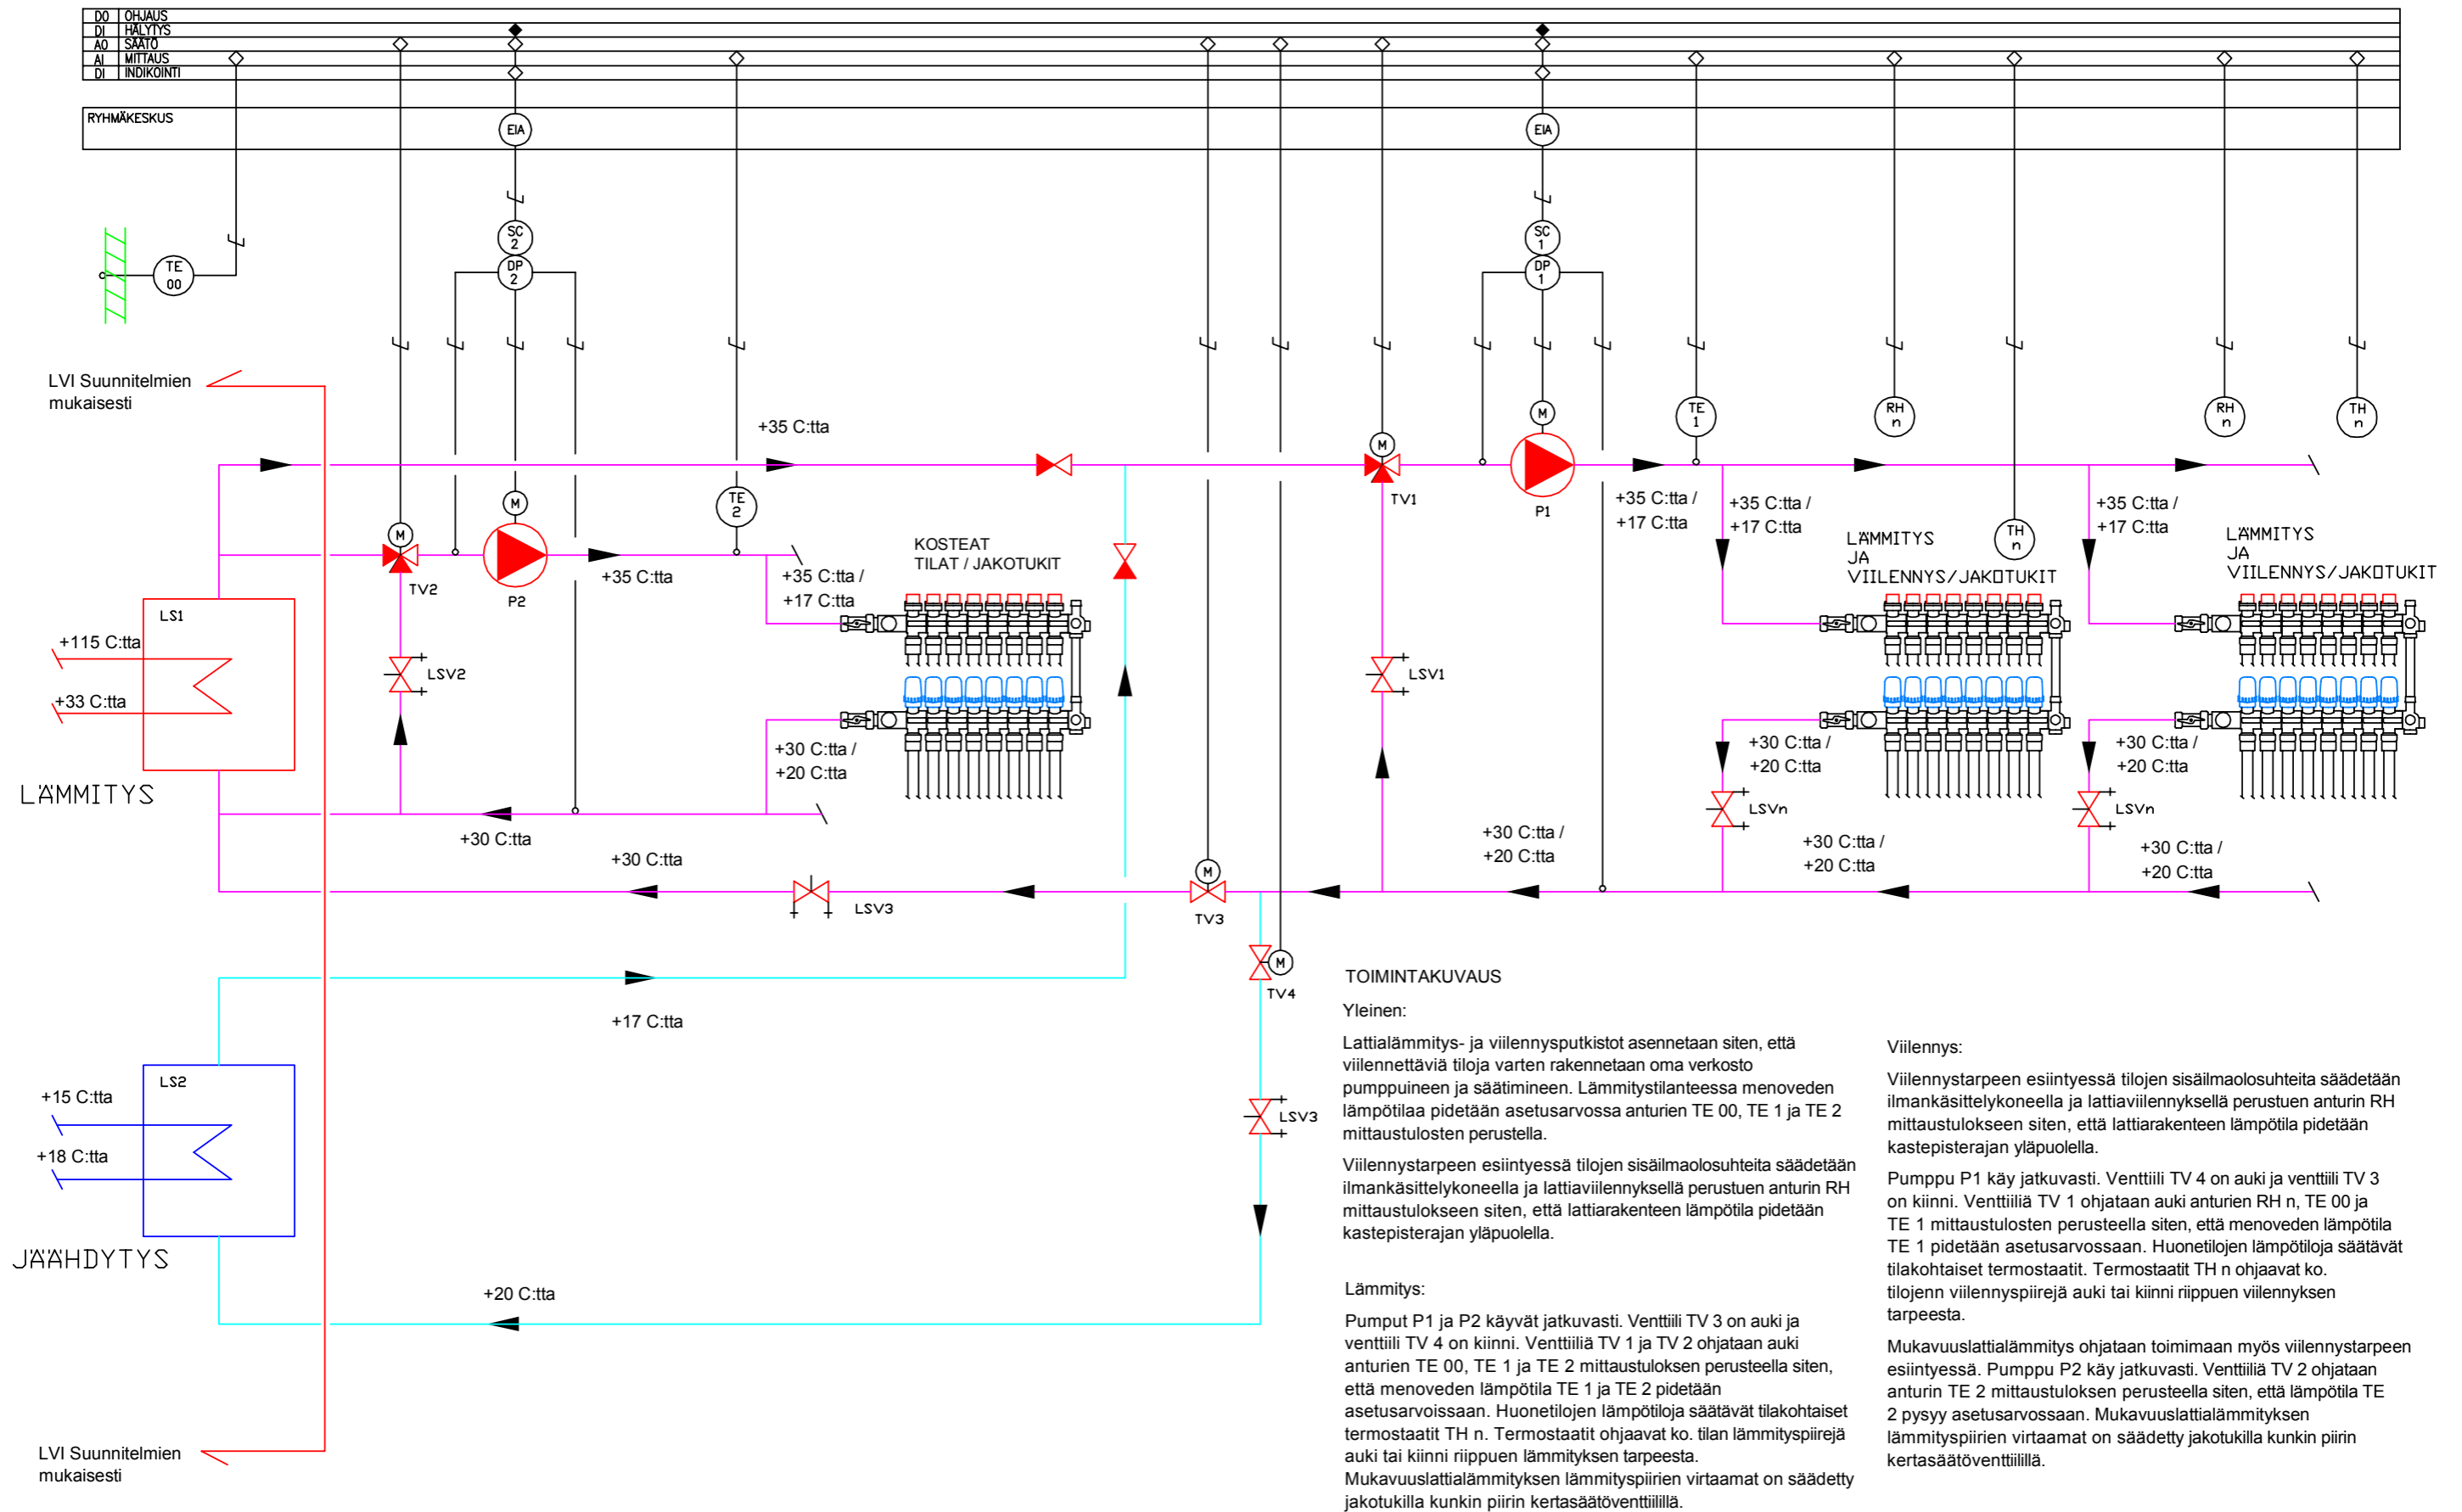 DO OHJAUS
DI HÄLYTYS
AO SÄÄTÖ
AI MITTAUS
DI INDIKOINTI
RYHMÄKESKUS
EIA
EIA
SC
2
DP
2
SC
1
DP
1
TE
00
LVI Suunnitelmien
mukaisesti
+35 C:tta
M
TE
1
RH
n
RH
n
TH
n
M
M
TE
2
M
TV1
P1
+35 C:tta /
+17 C:tta
+35 C:tta /
+17 C:tta
+35 C:tta /
+17 C:tta
TH
n
TV2
P2
+35 C:tta
+35 C:tta /
+17 C:tta
KOSTEAT
TILAT / JAKOTUKIT
LÄMMITYS
JA
VIILENNYS/JAKOTUKIT
LÄMMITYS
JA
VIILENNYS/JAKOTUKIT
LS1
+115 C:tta
+33 C:tta
LSV2
LSV1
LÄMMITYS
+30 C:tta /
+20 C:tta
+30 C:tta /
+20 C:tta
+30 C:tta /
+20 C:tta
LSVn
LSVn
+30 C:tta
+30 C:tta
+30 C:tta /
+20 C:tta
+30 C:tta /
+20 C:tta
+30 C:tta /
+20 C:tta
M
LSV3
TV3
M
TV4
+17 C:tta
LS2
+15 C:tta
+18 C:tta
LSV3
JÄÄHDYTYS
+20 C:tta
LVI Suunnitelmien
mukaisesti
TOIMINTAKUVAUS
Yleinen:
Lattialämmitys- ja viilennysputkistot asennetaan siten, että
viilennettäviä tiloja varten rakennetaan oma verkosto
pumppuineen ja säätimineen. Lämmitystilanteessa menoveden
lämpötilaa pidetään asetusarvossa anturien TE 00, TE 1 ja TE 2
mittaustulosten perustella.
Viilennystarpeen esiintyessä tilojen sisäilmaolosuhteita säädetään
ilmankäsittelykoneella ja lattiaviilennyksellä perustuen anturin RH
mittaustulokseen siten, että lattiarakenteen lämpötila pidetään
kastepisterajan yläpuolella.
Lämmitys:
Pumput P1 ja P2 käyvät jatkuvasti. Venttiili TV 3 on auki ja
venttiili TV 4 on kiinni. Venttiiliä TV 1 ja TV 2 ohjataan auki
anturien TE 00, TE 1 ja TE 2 mittaustuloksen perusteella siten,
että menoveden lämpötila TE 1 ja TE 2 pidetään
asetusarvoissaan. Huonetilojen lämpötiloja säätävät tilakohtaiset
termostaatit TH n. Termostaatit ohjaavat ko. tilan lämmityspiirejä
auki tai kiinni riippuen lämmityksen tarpeesta.
Mukavuuslattialämmityksen lämmityspiirien virtaamat on säädetty
jakotukilla kunkin piirin kertasäätöventtiilillä.
Viilennys:
Viilennystarpeen esiintyessä tilojen sisäilmaolosuhteita säädetään
ilmankäsittelykoneella ja lattiaviilennyksellä perustuen anturin RH
mittaustulokseen siten, että lattiarakenteen lämpötila pidetään
kastepisterajan yläpuolella.
Pumppu P1 käy jatkuvasti. Venttiili TV 4 on auki ja venttiili TV 3
on kiinni. Venttiiliä TV 1 ohjataan auki anturien RH n, TE 00 ja
TE 1 mittaustulosten perusteella siten, että menoveden lämpötila
TE 1 pidetään asetusarvossaan. Huonetilojen lämpötiloja säätävät
tilakohtaiset termostaatit. Termostaatit TH n ohjaavat ko.
tilojenn viilennyspiirejä auki tai kiinni riippuen viilennyksen
tarpeesta.
Mukavuuslattialämmitys ohjataan toimimaan myös viilennystarpeen
esiintyessä. Pumppu P2 käy jatkuvasti. Venttiiliä TV 2 ohjataan
anturin TE 2 mittaustuloksen perusteella siten, että lämpötila TE
2 pysyy asetusarvossaan. Mukavuuslattialämmityksen
lämmityspiirien virtaamat on säädetty jakotukilla kunkin piirin
kertasäätöventtiilillä.